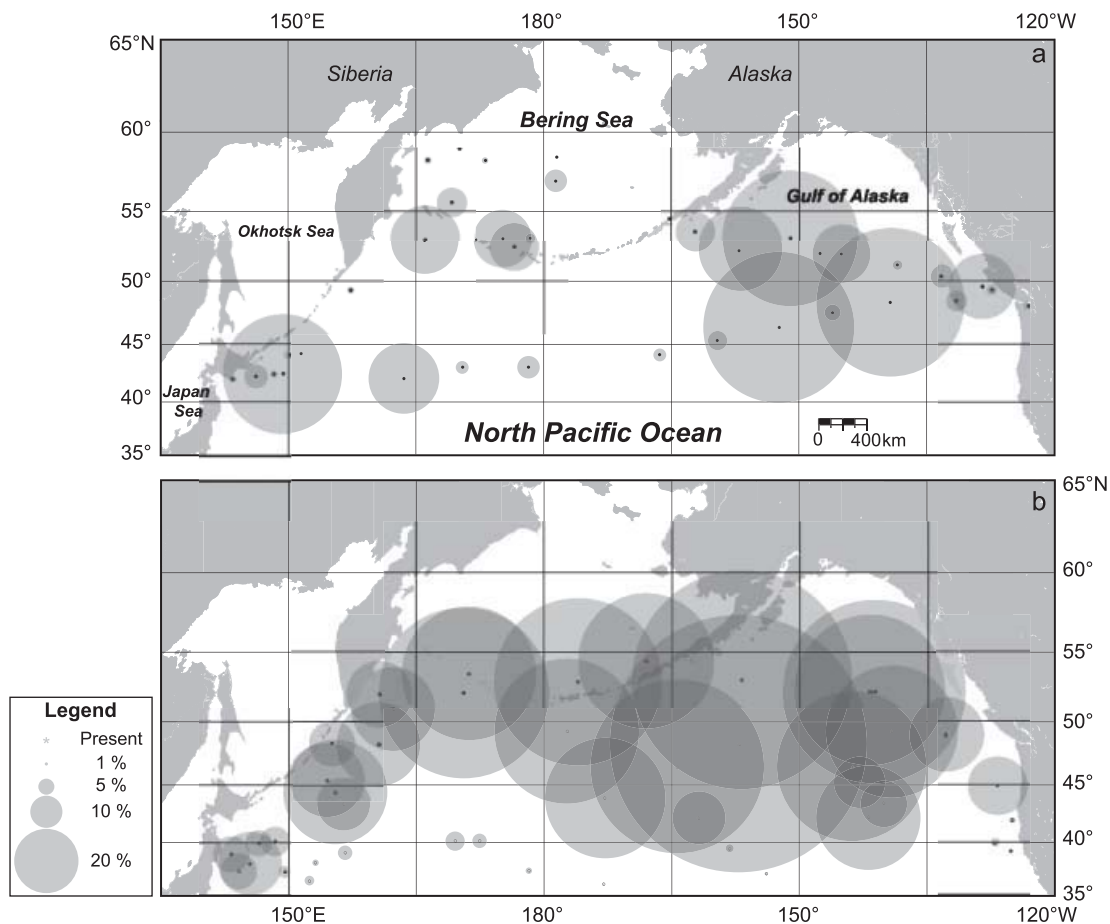 150°E 180° 150° 120°W
65°N a
Siberia Alaska
Bering Sea
60°
Gulf of Alaska
55°
Okhotsk Sea
50°
45°
Japan
Sea
40°
North Pacific Ocean
0 400km
35°
b 65°N
60°
55°
Legend
Present
1 %
5 %
10 %
20 %
50°
45°
40°
35°
150°E 180° 150° 120°W